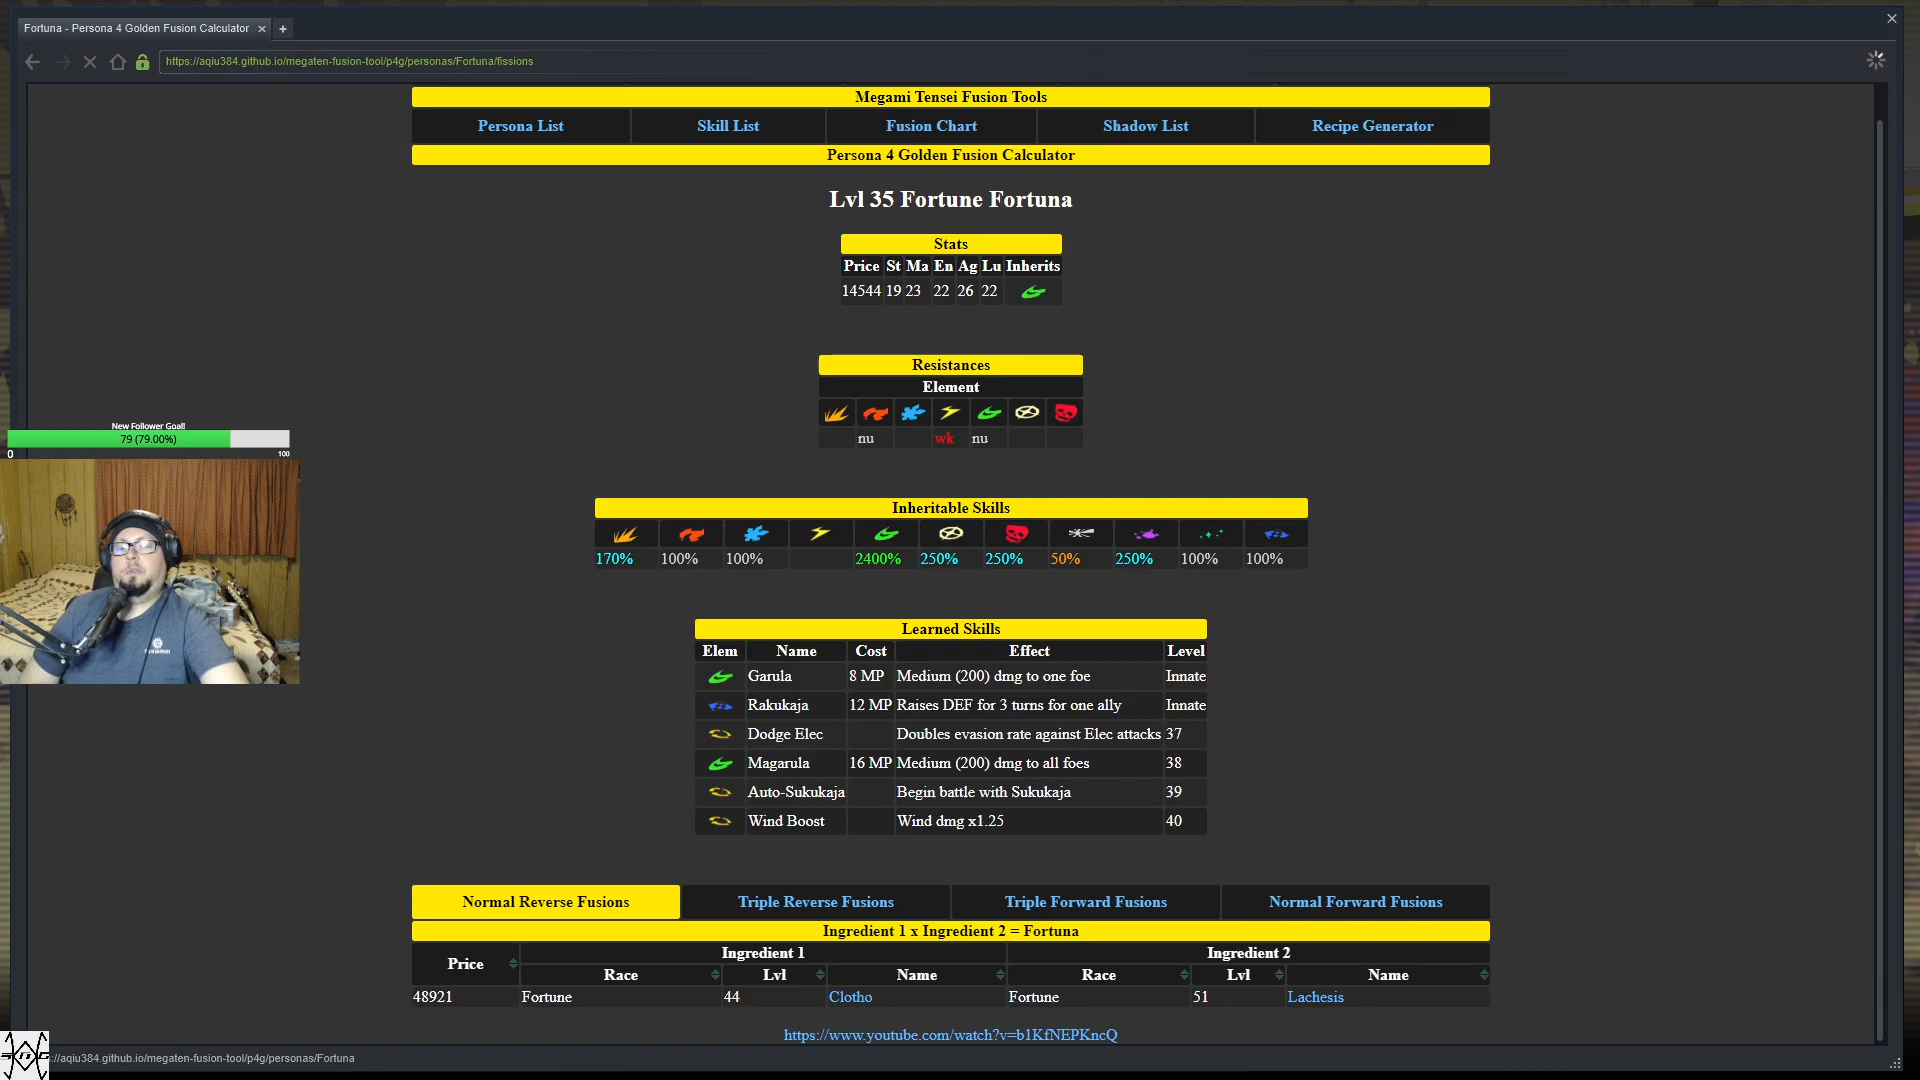 Fortuna - Persona 4 Golden Fusion Calculator
https://aqiu384.github.io/megaten-fusion-tool/p4g/personas/Fortuna/fissions
Megami Tensei Fusion Tools
Persona List Skill List Fusion Chart Shadow List Recipe Generator
Persona 4 Golden Fusion Calculator
Lvl 35 Fortune Fortuna
Stats
Price St Ma En Ag Lu Inherits
14544 19 23 22 26 22
Resistances
Element
nu wk nu
New Follower Goal!
79 (79.00%)
0 100
Inheritable Skills
170% 100% 100% 2400% 250% 250% 50% 250% 100% 100%
Learned Skills
Elem Name Cost Effect Level
Garula 8 MP Medium (200) dmg to one foe Innate
Rakukaja 12 MP Raises DEF for 3 turns for one ally Innate
Dodge Elec Doubles evasion rate against Elec attacks 37
Magarula 16 MP Medium (200) dmg to all foes 38
Auto-Sukukaja Begin battle with Sukukaja 39
Wind Boost Wind dmg x1.25 40
Normal Reverse Fusions Triple Reverse Fusions Triple Forward Fusions Normal Forward Fusions
Ingredient 1 x Ingredient 2 = Fortuna
Price Ingredient 1 Ingredient 2
Race Lvl Name Race Lvl Name
48921 Fortune 44 Clotho Fortune 51 Lachesis
https://www.youtube.com/watch?v=b1KfNEPKncQ
://aqiu384.github.io/megaten-fusion-tool/p4g/personas/Fortuna